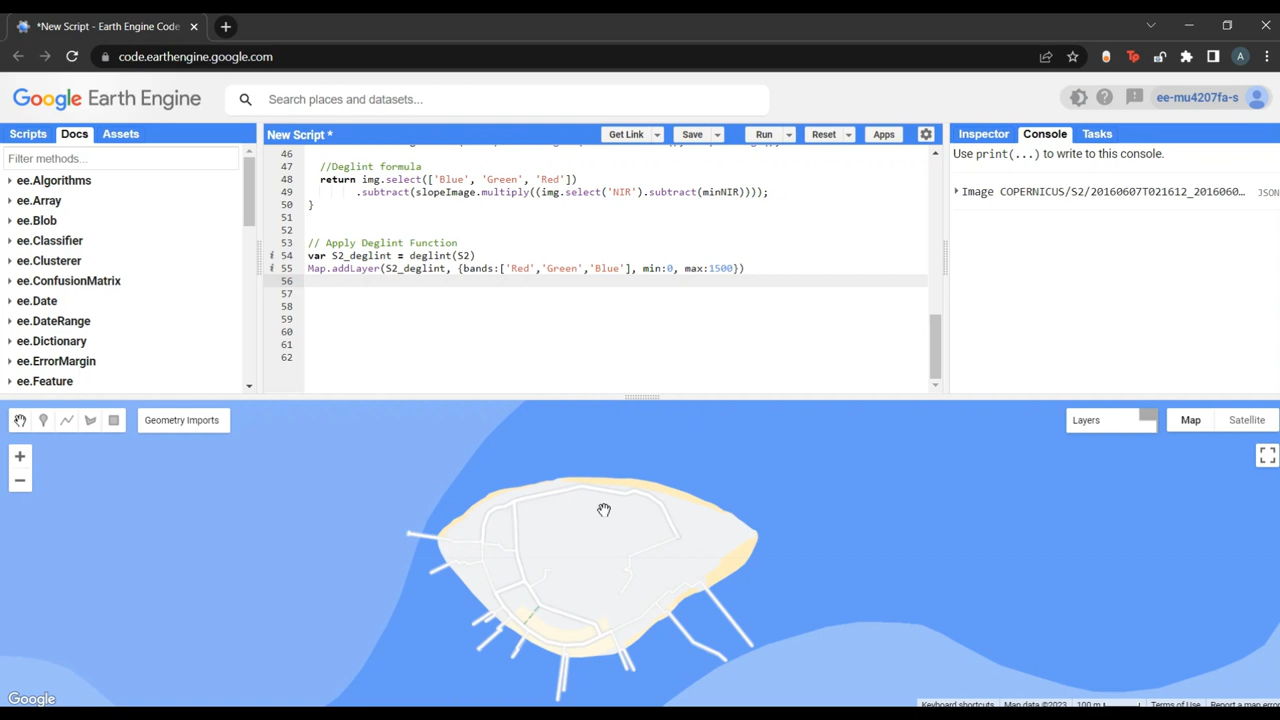 *New Script - Earth Engine Code
code.earthengine.google.com
A
Google Earth Engine
Search places and datasets...
ee-mu4207fa-s
Scripts Docs Assets
New Script *
Get Link Save Run Reset Apps
Inspector Console Tasks
Filter methods...
ee.Algorithms
ee.Array
ee.Blob
ee.Classifier
ee.Clusterer
ee.ConfusionMatrix
ee.Date
ee.DateRange
ee.Dictionary
ee.ErrorMargin
ee.Feature
46
47 //Deglint formula
48 return img.select(['Blue', 'Green', 'Red'])
49 .subtract(slopeImage.multiply((img.select('NIR').subtract(minNIR))));
50 }
51
52
53 // Apply Deglint Function
i 54 var S2_deglint = deglint(S2)
i 55 Map.addLayer(S2_deglint, {bands:['Red','Green','Blue'], min:0, max:1500})
56
57
58
59
60
61
62
Use print(...) to write to this console.
Image COPERNICUS/S2/20160607T021612_2016060... JSON
Geometry Imports
Layers
Map Satellite
Google
Keyboard shortcuts Map data ©2023 100 m Terms of Use Report a map error